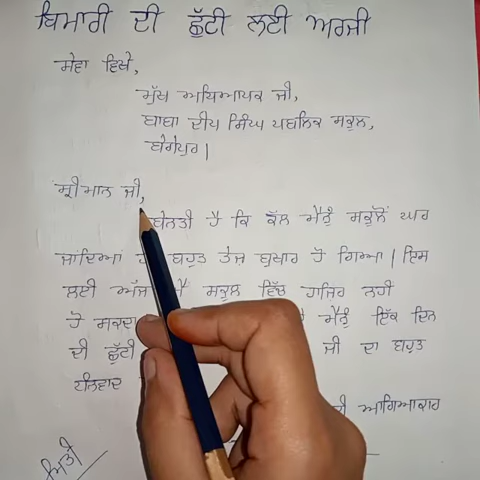 ਬਿਮਾਰੀ ਦੀ ਛੁੱਟੀ ਲਈ ਅਰਜੀ
ਸੇਵਾ ਵਿਖੇ,
ਮੁੱਖ ਅਧਿਆਪਕ ਜੀ,
ਬਾਬਾ ਦੀਪ ਸਿੰਘ ਪਬਲਿਕ ਸਕੂਲ,
ਬੇਗੋਪੁਰ।
ਸ਼੍ਰੀਮਾਨ ਜੀ,
ਬੇਨਤੀ ਹੈ ਕਿ ਕੱਲ ਮੈਨੂੰ ਸਕੂਲੋਂ ਘਰ
ਜਾਂਦਿਆਂ ਬਹੁਤ ਤੇਜ਼ ਬੁਖਾਰ ਹੋ ਗਿਆ। ਇਸ
ਲਈ ਅੱਜ ਮੈਂ ਸਕੂਲ ਵਿੱਚ ਹਾਜਿਰ ਨਹੀਂ
ਹੋ ਸਕਦਾ ਮੈਨੂੰ ਇੱਕ ਦਿਨ
ਦੀ ਛੁੱਟੀ ਜੀ ਦਾ ਬਹੁਤ
ਧੰਨਵਾਦ
ਆਗਿਆਕਾਰ
ਮਿਤੀ